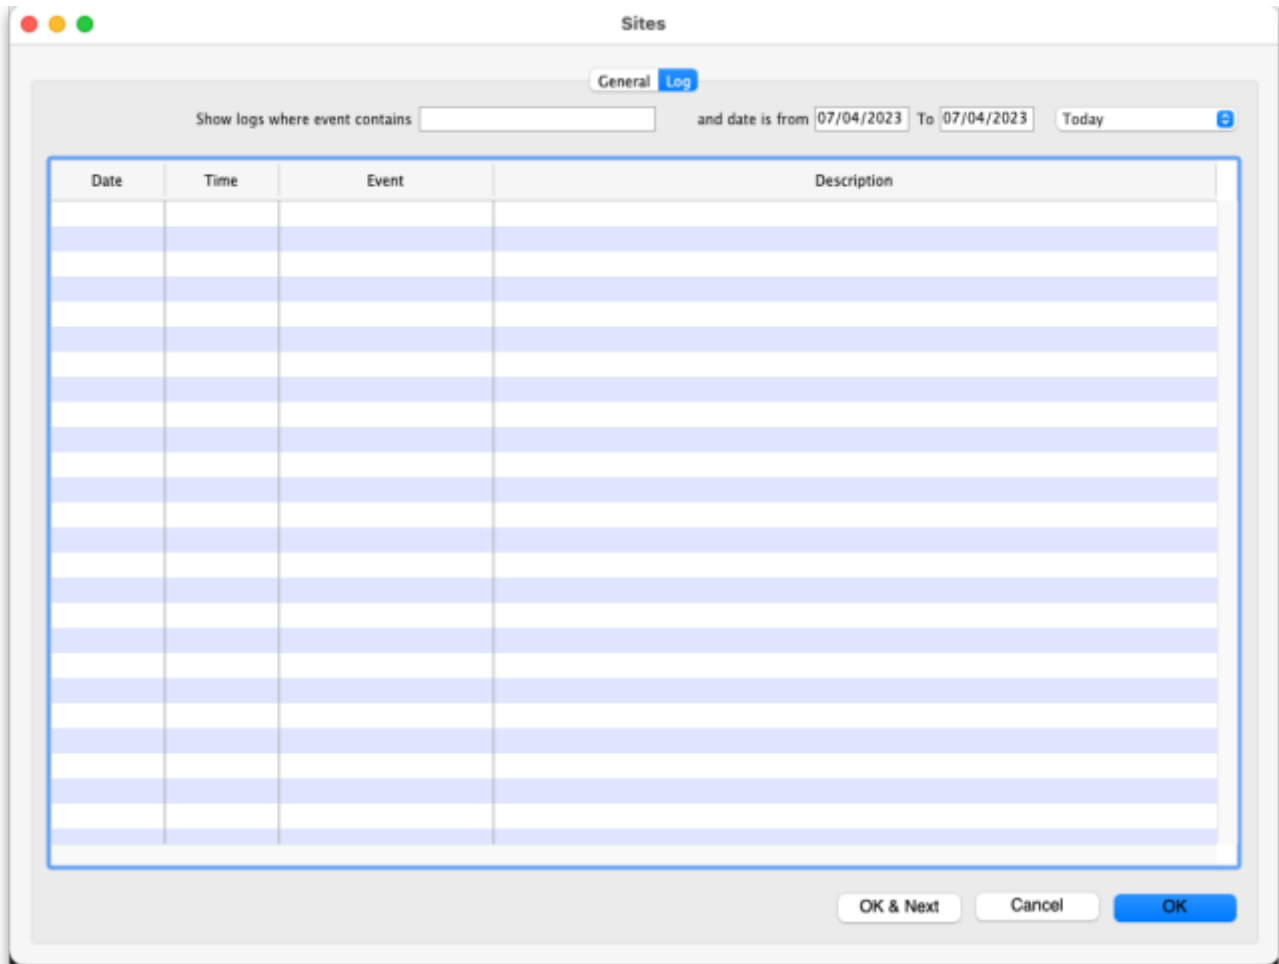 Sites
General Log
Show logs where event contains and date is from 07/04/2023 To 07/04/2023 Today
Date Time Event Description
OK & Next Cancel OK